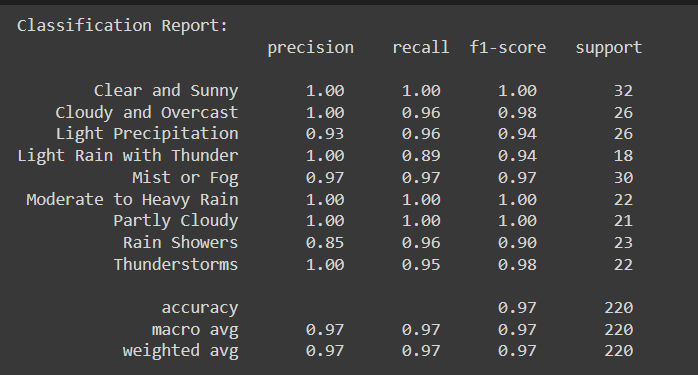 Classification Report:
precision recall f1-score support
Clear and Sunny 1.00 1.00 1.00 32
Cloudy and Overcast 1.00 0.96 0.98 26
Light Precipitation 0.93 0.96 0.94 26
Light Rain with Thunder 1.00 0.89 0.94 18
Mist or Fog 0.97 0.97 0.97 30
Moderate to Heavy Rain 1.00 1.00 1.00 22
Partly Cloudy 1.00 1.00 1.00 21
Rain Showers 0.85 0.96 0.90 23
Thunderstorms 1.00 0.95 0.98 22
accuracy 0.97 220
macro avg 0.97 0.97 0.97 220
weighted avg 0.97 0.97 0.97 220